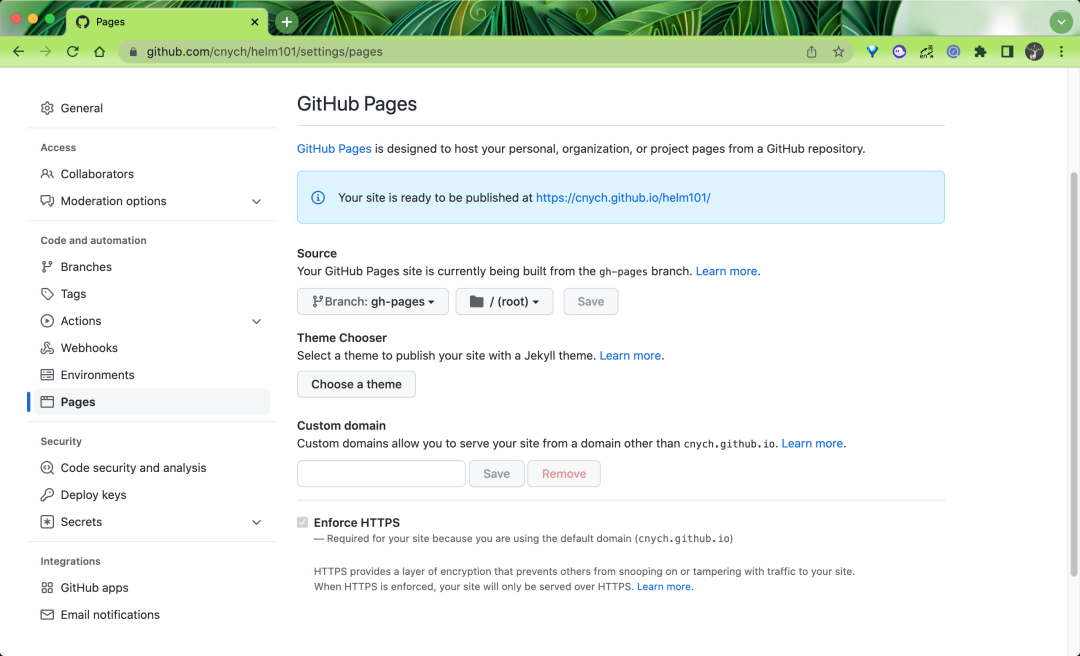 Pages
github.com/cnych/helm101/settings/pages
General
Access
Collaborators
Moderation options
Code and automation
Branches
Tags
Actions
Webhooks
Environments
Pages
Security
Code security and analysis
Deploy keys
Secrets
Integrations
GitHub apps
Email notifications
GitHub Pages
GitHub Pages is designed to host your personal, organization, or project pages from a GitHub repository.
Your site is ready to be published at https://cnych.github.io/helm101/
Source
Your GitHub Pages site is currently being built from the gh-pages branch. Learn more.
Branch: gh-pages / (root) Save
Theme Chooser
Select a theme to publish your site with a Jekyll theme. Learn more.
Choose a theme
Custom domain
Custom domains allow you to serve your site from a domain other than cnych.github.io. Learn more.
Save Remove
Enforce HTTPS
— Required for your site because you are using the default domain (cnych.github.io)
HTTPS provides a layer of encryption that prevents others from snooping on or tampering with traffic to your site.
When HTTPS is enforced, your site will only be served over HTTPS. Learn more.